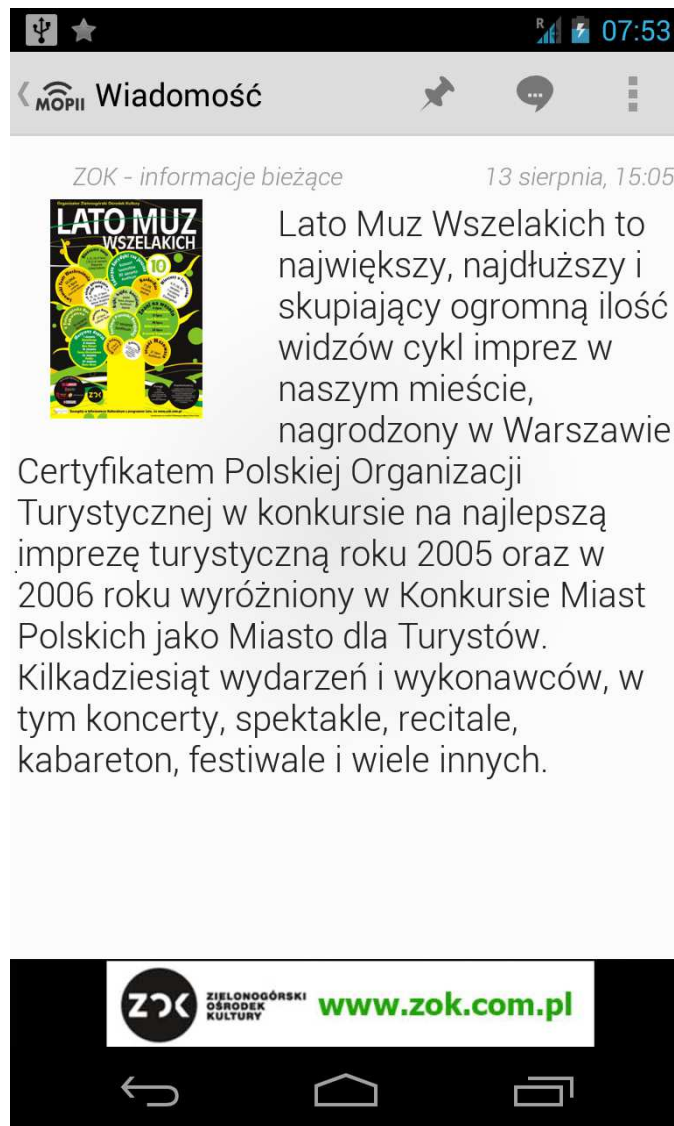 R
07:53
MOPII Wiadomość
ZOK - informacje bieżące 13 sierpnia, 15:05
LATO MUZ
WSZELAKICH
10
ZOK
Lato Muz Wszelakich to
największy, najdłuższy i
skupiający ogromną ilość
widzów cykl imprez w
naszym mieście,
nagrodzony w Warszawie
Certyfikatem Polskiej Organizacji
Turystycznej w konkursie na najlepszą
imprezę turystyczną roku 2005 oraz w
2006 roku wyróżniony w Konkursie Miast
Polskich jako Miasto dla Turystów.
Kilkadziesiąt wydarzeń i wykonawców, w
tym koncerty, spektakle, recitale,
kabareton, festiwale i wiele innych.
ZOK
ZIELONOGÓRSKI
OŚRODEK
KULTURY
www.zok.com.pl